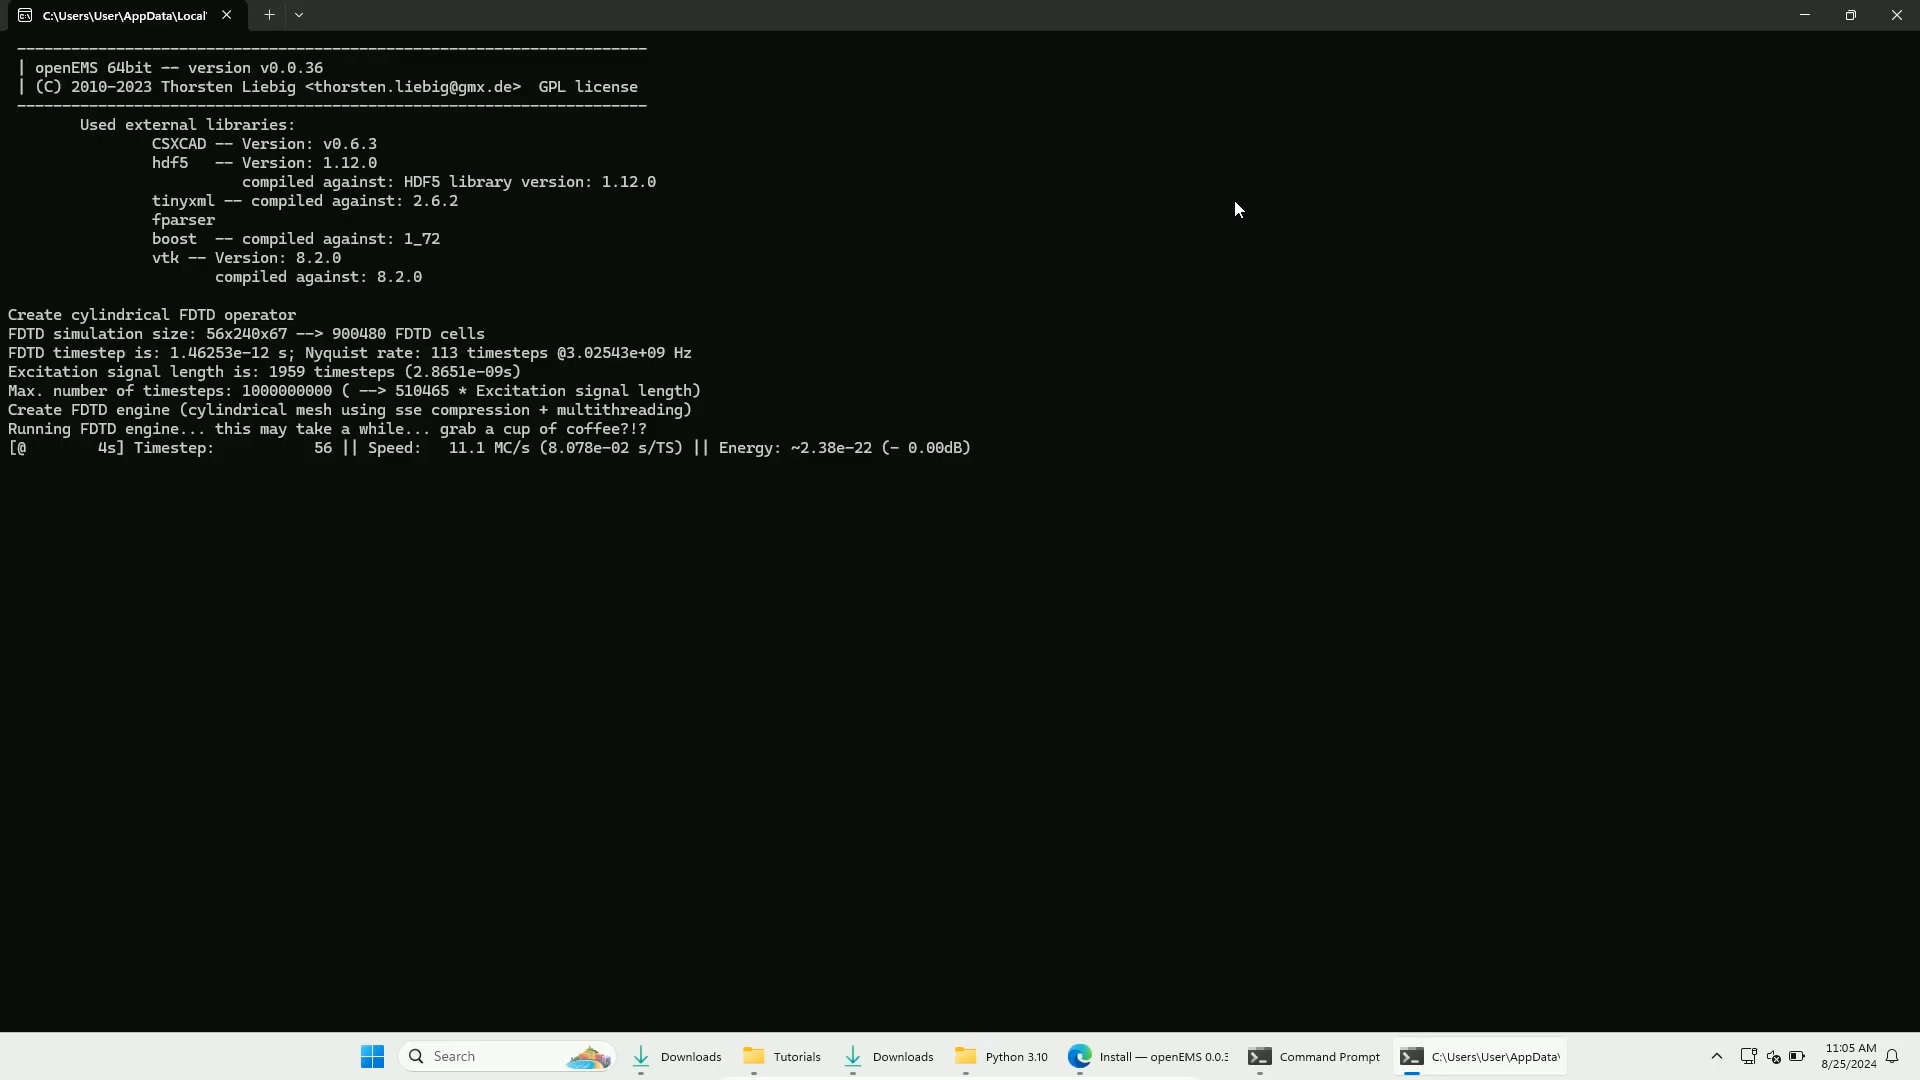 C:\Users\User\AppData\Local\
| openEMS 64bit -- version v0.0.36
| (C) 2010-2023 Thorsten Liebig <thorsten.liebig@gmx.de>  GPL license
Used external libraries:
CSXCAD -- Version: v0.6.3
hdf5   -- Version: 1.12.0
compiled against: HDF5 library version: 1.12.0
tinyxml -- compiled against: 2.6.2
fparser
boost  -- compiled against: 1_72
vtk -- Version: 8.2.0
compiled against: 8.2.0
Create cylindrical FDTD operator
FDTD simulation size: 56x240x67 --> 900480 FDTD cells
FDTD timestep is: 1.46253e-12 s; Nyquist rate: 113 timesteps @3.02543e+09 Hz
Excitation signal length is: 1959 timesteps (2.8651e-09s)
Max. number of timesteps: 1000000000 ( --> 510465 * Excitation signal length)
Create FDTD engine (cylindrical mesh using sse compression + multithreading)
Running FDTD engine... this may take a while... grab a cup of coffee?!?
[@        4s] Timestep:           56 || Speed:   11.1 MC/s (8.078e-02 s/TS) || Energy: ~2.38e-22 (- 0.00dB)
Search
Downloads
Tutorials
Downloads
Python 3.10
Install — openEMS 0.0.3
Command Prompt
C:\Users\User\AppData\
11:05 AM
8/25/2024